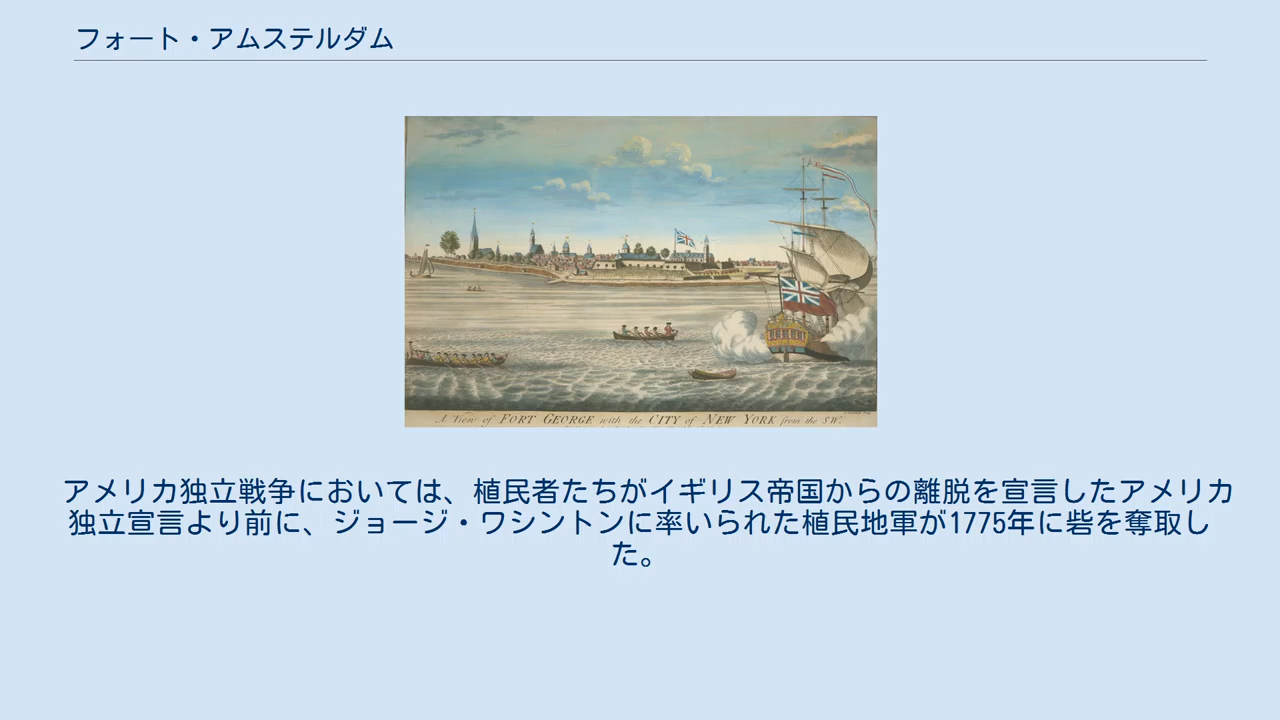 フォート・アムステルダム
A View of FORT GEORGE with the CITY of NEW YORK from the SW.
アメリカ独立戦争においては、植民者たちがイギリス帝国からの離脱を宣言したアメリカ
独立宣言より前に、ジョージ・ワシントンに率いられた植民地軍が1775年に砦を奪取し
た。